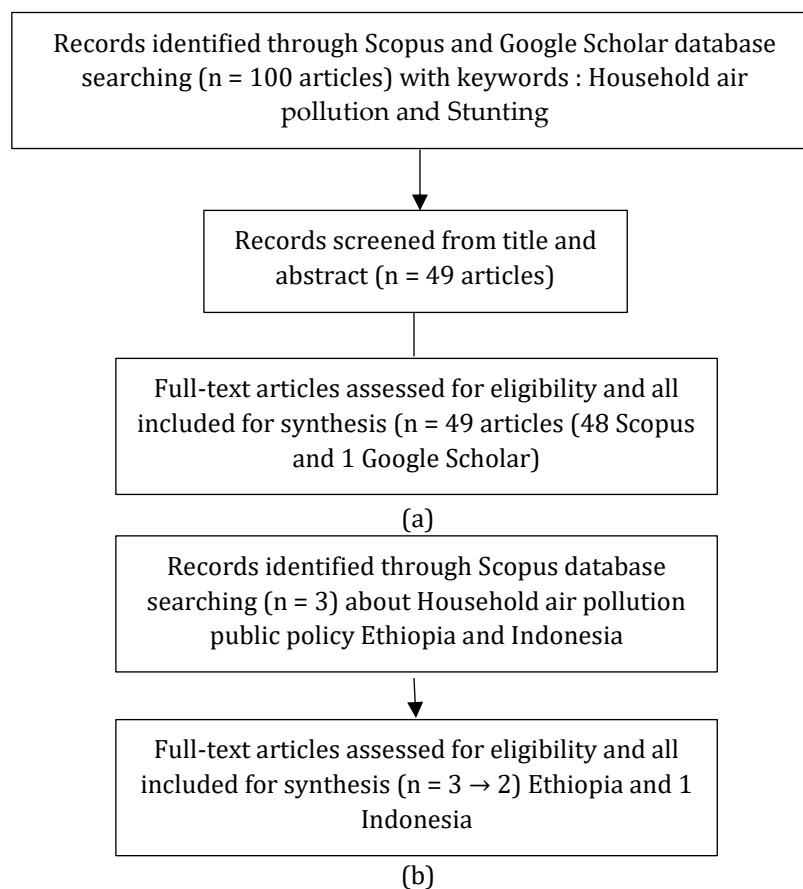 Records identified through Scopus and Google Scholar database
searching (n = 100 articles) with keywords : Household air
pollution and Stunting
Records screened from title and
abstract (n = 49 articles)
Full-text articles assessed for eligibility and all
included for synthesis (n = 49 articles (48 Scopus
and 1 Google Scholar)
(a)
Records identified through Scopus database
searching (n = 3) about Household air pollution
public policy Ethiopia and Indonesia
Full-text articles assessed for eligibility and all
included for synthesis (n = 3 → 2) Ethiopia and 1
Indonesia
(b)